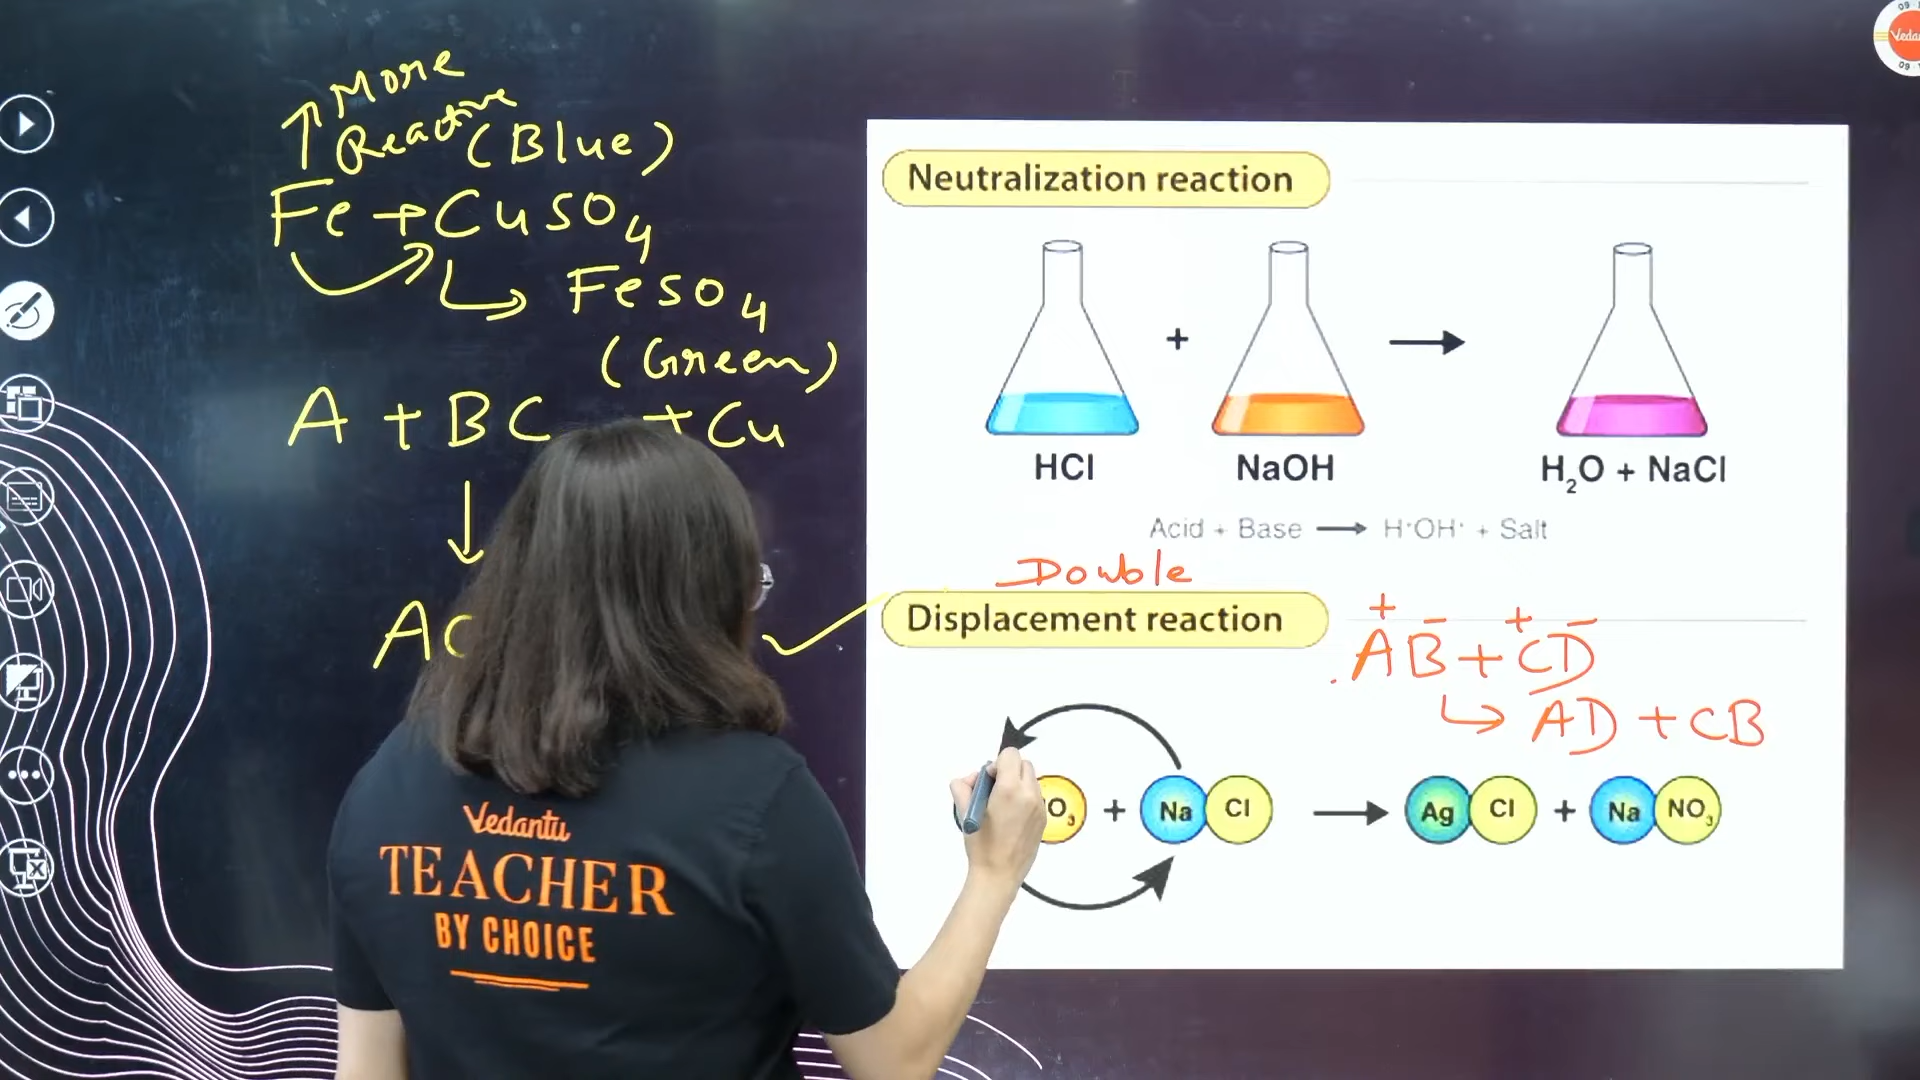 ↑ More
Reactive
(Blue)
Fe + CuSO4
FeSO4
(Green)
A + BC + Cu
↓
AC
Neutralization reaction
+ →
HCl NaOH H2O + NaCl
Acid + Base → H+OH- + Salt
Double
Displacement reaction
+ - + -
AB + CD
↳ AD + CB
O3 + Na Cl → Ag Cl + Na NO3
Vedantu
TEACHER
BY CHOICE